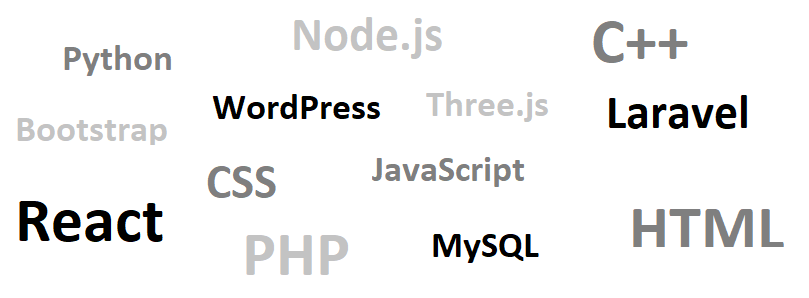 Node.js
C++
Python
WordPress
Three.js
Laravel
Bootstrap
CSS
JavaScript
React
PHP
MySQL
HTML